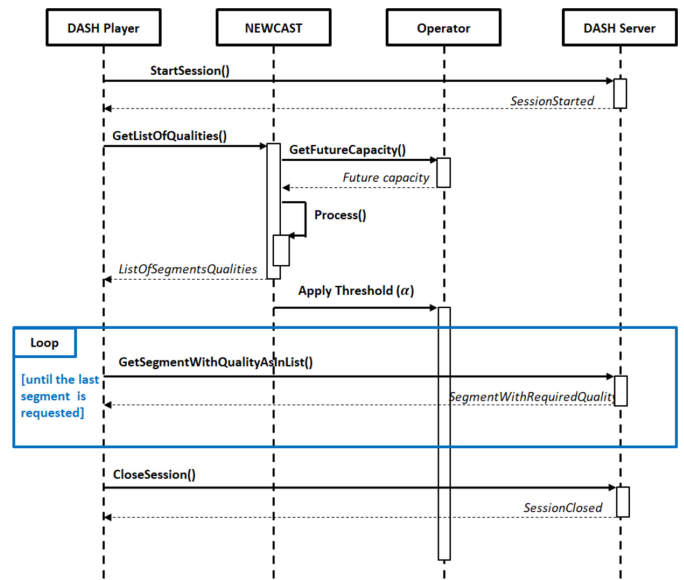 DASH Player
NEWCAST
Operator
DASH Server
StartSession()
SessionStarted
GetListOfQualities()
GetFutureCapacity()
Future capacity
Process()
ListOfSegmentsQualities
Apply Threshold (α)
Loop
GetSegmentWithQualityAsInList()
[until the last
segment is
requested]
SegmentWithRequiredQuality
CloseSession()
SessionClosed